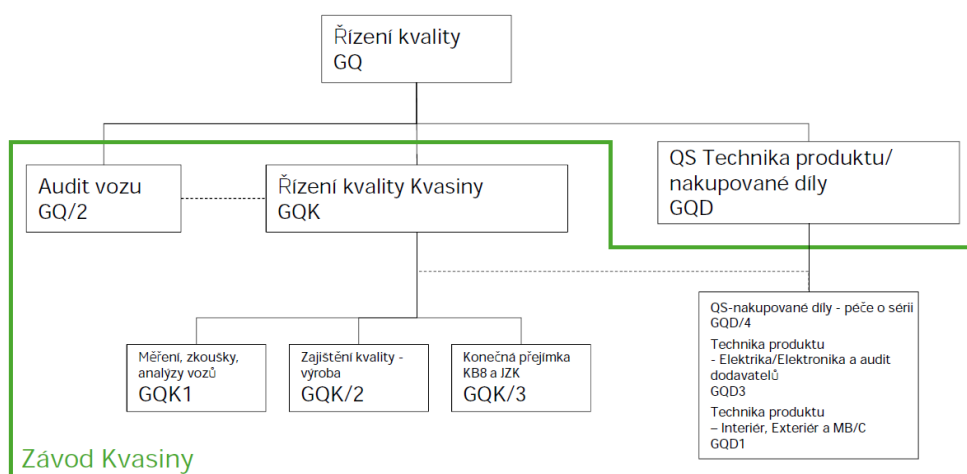 Řízení kvality
GQ
Audit vozu
GQ/2
Řízení kvality Kvasiny
GQK
QS Technika produktu/
nakupované díly
GQD
Měření, zkoušky,
analýzy vozů
GQK1
Zajištění kvality -
výroba
GQK/2
Konečná přejímka
KB8 a JZK
GQK/3
QS-nakupované díly - péče o sérii
GQD/4
Technika produktu
- Elektrika/Elektronika a audit
dodavatelů
GQD3
Technika produktu
– Interiér, Exteriér a MB/C
GQD1
Závod Kvasiny